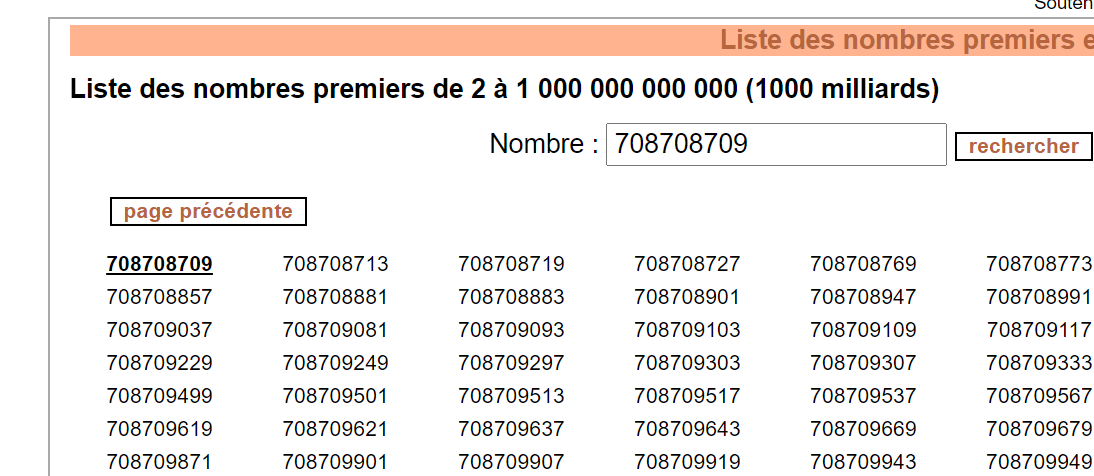 Souten
Liste des nombres premiers e
Liste des nombres premiers de 2 à 1 000 000 000 000 (1000 milliards)
Nombre : 708708709 rechercher
page précédente
708708709 708708713 708708719 708708727 708708769 708708773
708708857 708708881 708708883 708708901 708708947 708708991
708709037 708709081 708709093 708709103 708709109 708709117
708709229 708709249 708709297 708709303 708709307 708709333
708709499 708709501 708709513 708709517 708709537 708709567
708709619 708709621 708709637 708709643 708709669 708709679
708709871 708709901 708709907 708709919 708709943 708709949